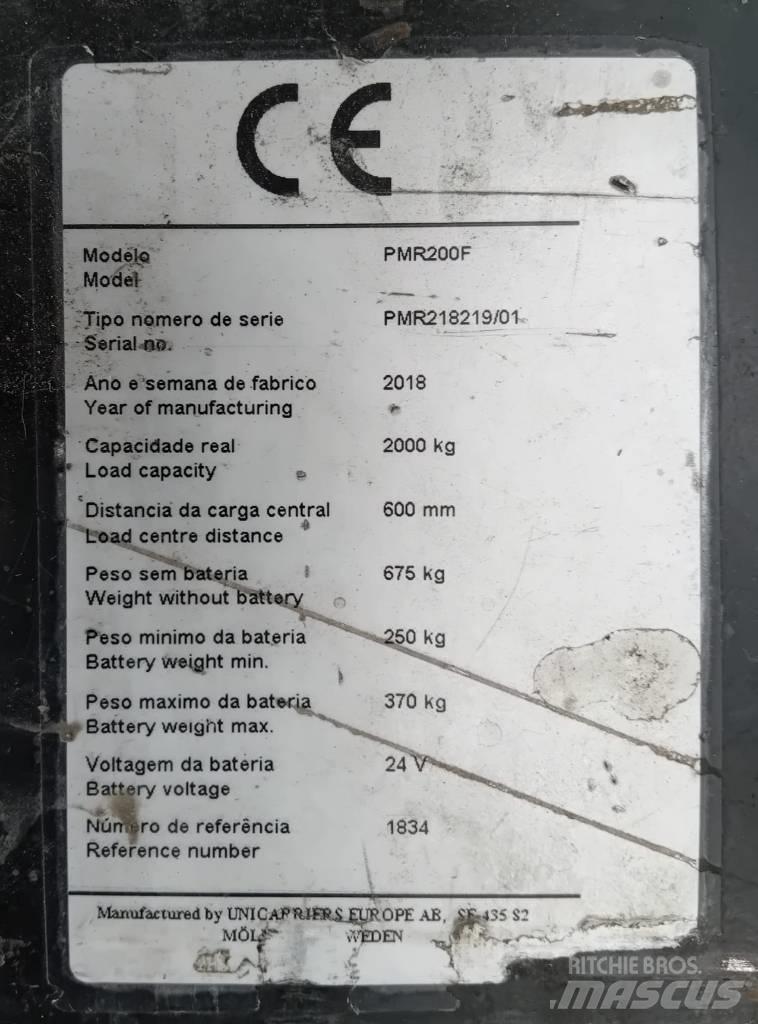 CE
Modelo PMR200F
Model
Tipo nomero de serie PMR218219/01
Serial no.
Ano e semana de fabrico 2018
Year of manufacturing
Capacidade real 2000 kg
Load capacity
Distancia da carga central 600 mm
Load centre distance
Peso sem bateria 675 kg
Weight without battery
Peso minimo da bateria 250 kg
Battery weight min.
Peso maximo da bateria 370 kg
Battery weight max.
Voltagem da bateria 24 V
Battery voltage
Número de referência 1834
Reference number
Manufactured by UNICARRIERS EUROPE AB, SE-435 82
RITCHIE BROS.
MASCUS